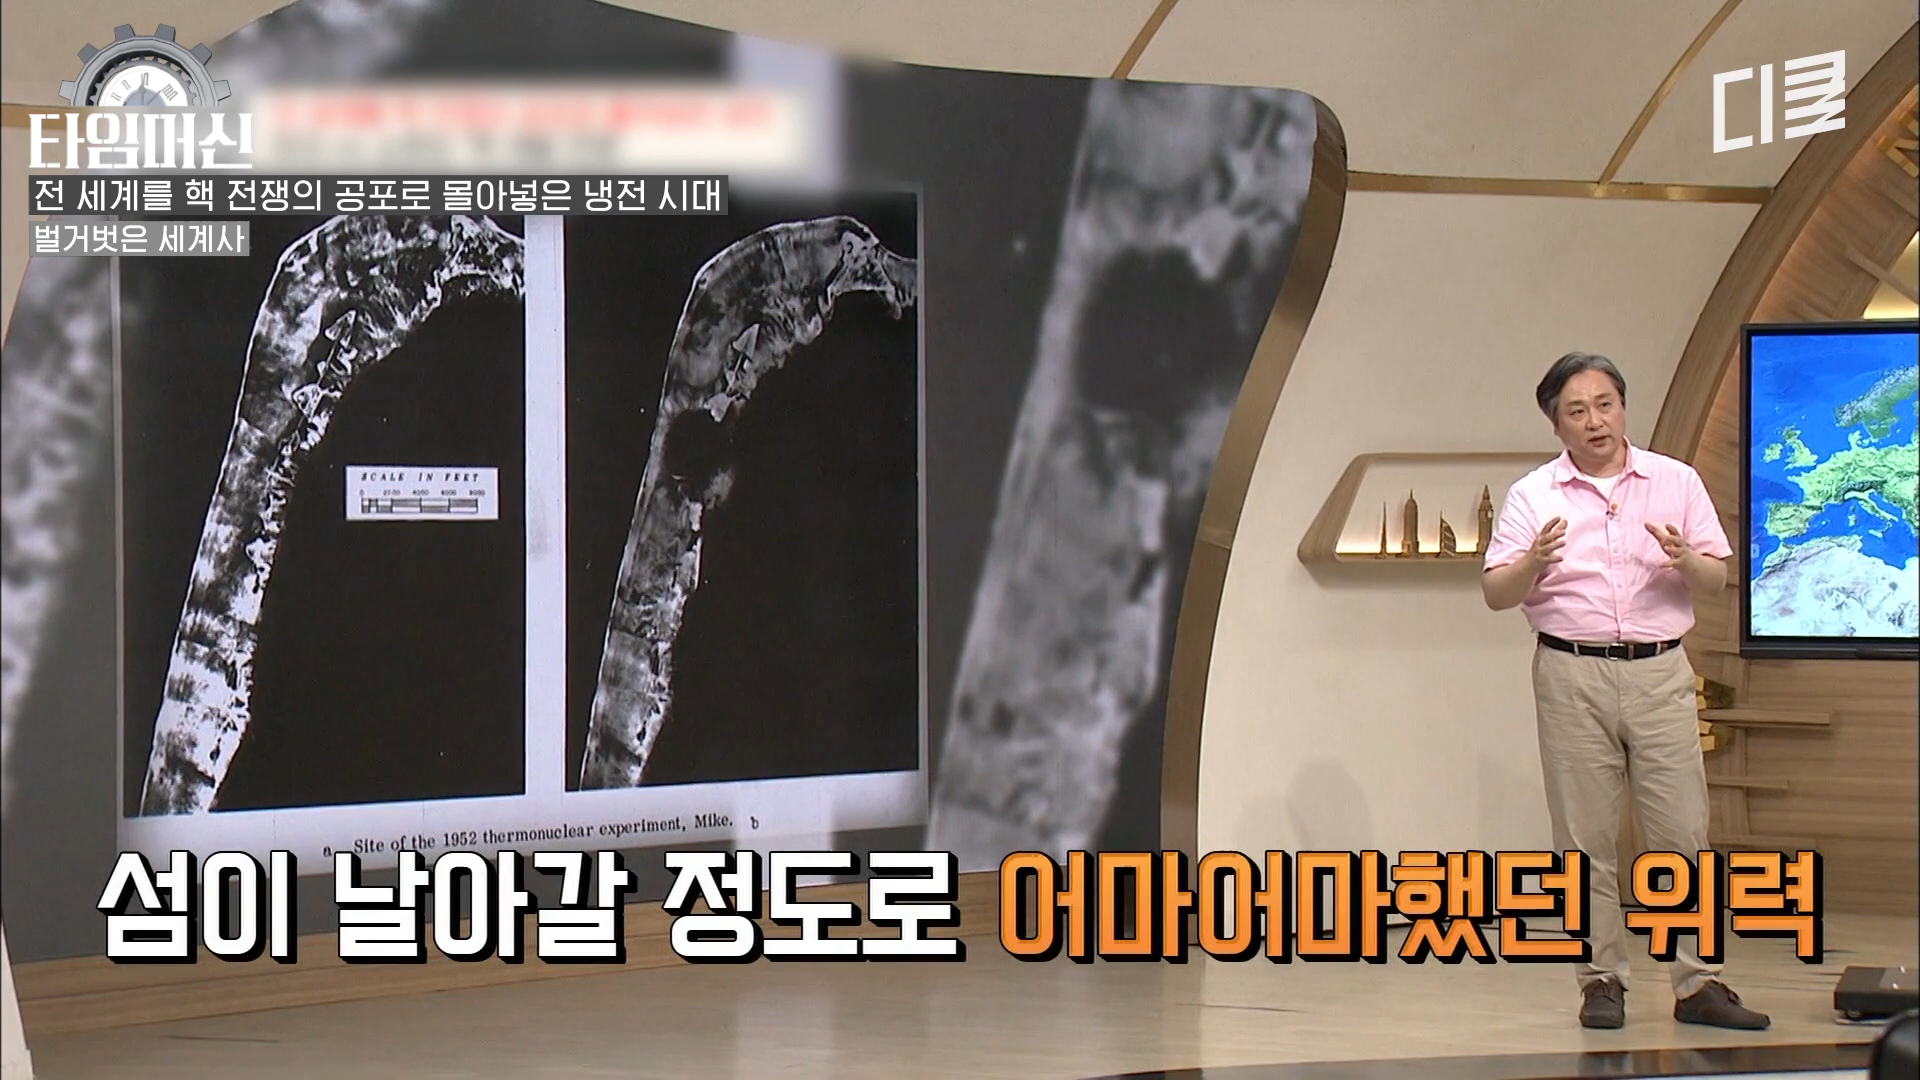 타임머신
전 세계를 핵 전쟁의 공포로 몰아넣은 냉전 시대
벌거벗은 세계사
디클
SCALE IN FEET
a Site of the 1952 thermonuclear experiment, Mike. b
섬이 날아갈 정도로 어마어마했던 위력